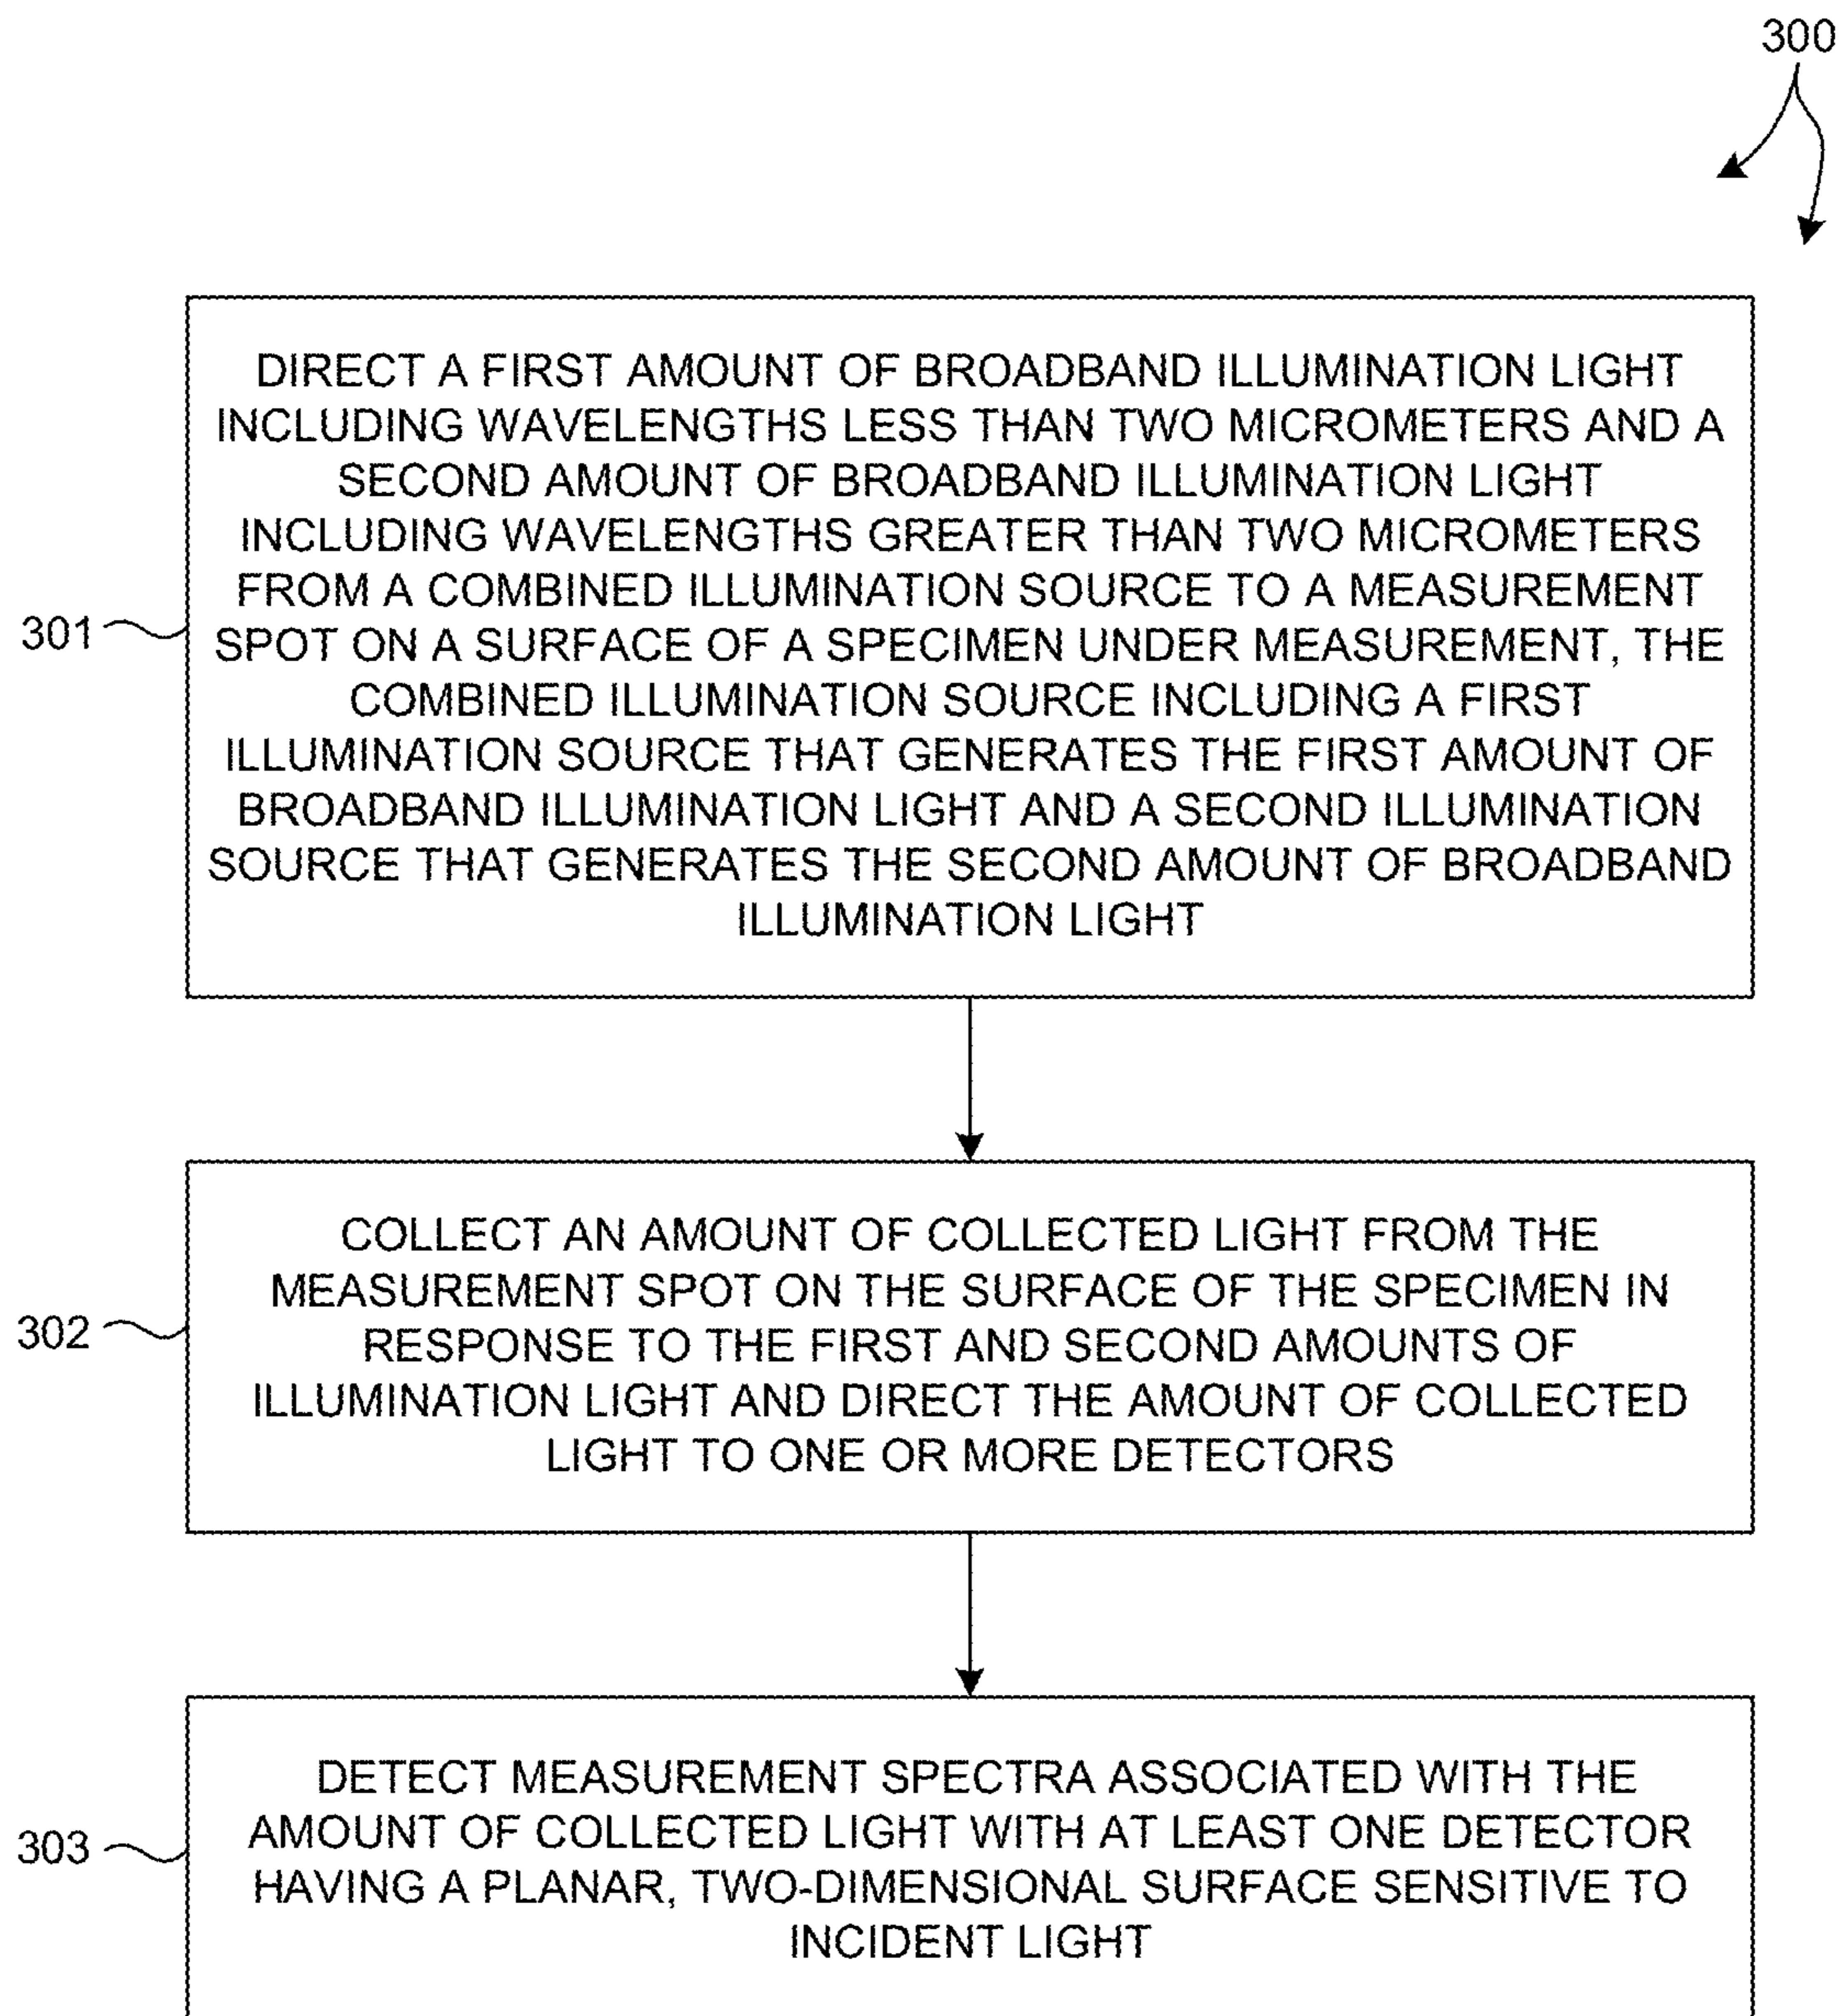 300
DIRECT A FIRST AMOUNT OF BROADBAND ILLUMINATION LIGHT
INCLUDING WAVELENGTHS LESS THAN TWO MICROMETERS AND A
SECOND AMOUNT OF BROADBAND ILLUMINATION LIGHT
INCLUDING WAVELENGTHS GREATER THAN TWO MICROMETERS
FROM A COMBINED ILLUMINATION SOURCE TO A MEASUREMENT
SPOT ON A SURFACE OF A SPECIMEN UNDER MEASUREMENT, THE
COMBINED ILLUMINATION SOURCE INCLUDING A FIRST
ILLUMINATION SOURCE THAT GENERATES THE FIRST AMOUNT OF
BROADBAND ILLUMINATION LIGHT AND A SECOND ILLUMINATION
SOURCE THAT GENERATES THE SECOND AMOUNT OF BROADBAND
ILLUMINATION LIGHT
301
COLLECT AN AMOUNT OF COLLECTED LIGHT FROM THE
MEASUREMENT SPOT ON THE SURFACE OF THE SPECIMEN IN
RESPONSE TO THE FIRST AND SECOND AMOUNTS OF
ILLUMINATION LIGHT AND DIRECT THE AMOUNT OF COLLECTED
LIGHT TO ONE OR MORE DETECTORS
302
DETECT MEASUREMENT SPECTRA ASSOCIATED WITH THE
AMOUNT OF COLLECTED LIGHT WITH AT LEAST ONE DETECTOR
HAVING A PLANAR, TWO-DIMENSIONAL SURFACE SENSITIVE TO
INCIDENT LIGHT
303